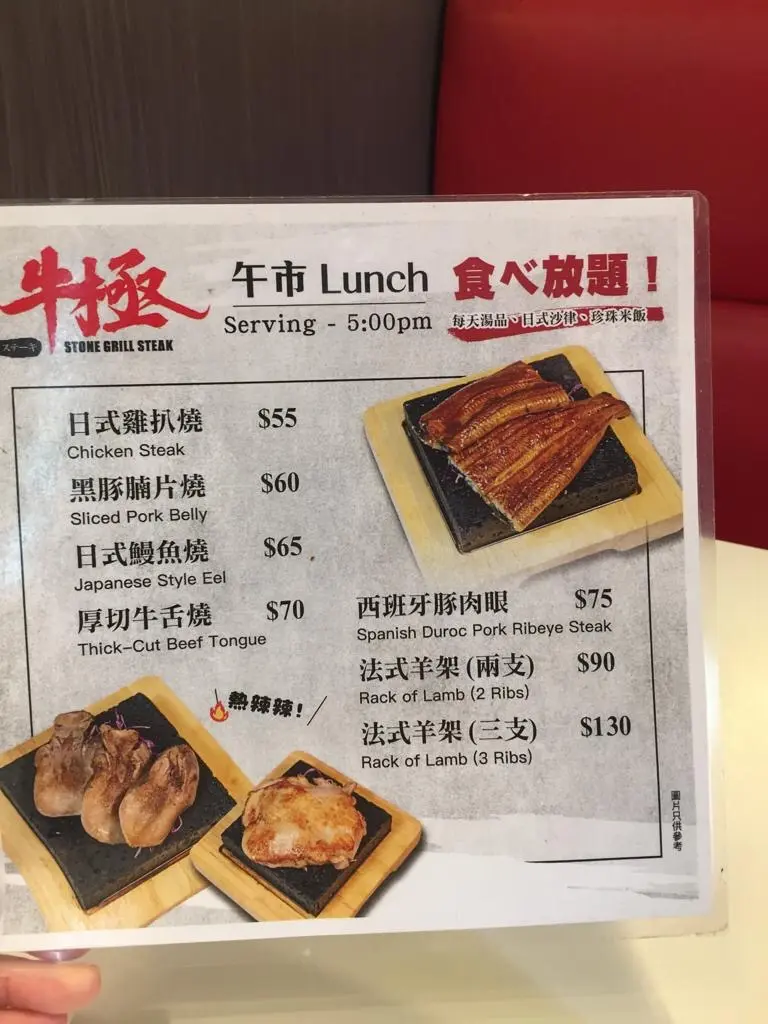 牛極
ステーキ
STONE GRILL STEAK
午市 Lunch
Serving - 5:00pm
食べ放題！
每天湯品、日式沙律、珍珠米飯
日式雞扒燒 $55
Chicken Steak
黑豚腩片燒 $60
Sliced Pork Belly
日式鰻魚燒 $65
Japanese Style Eel
厚切牛舌燒 $70
Thick-Cut Beef Tongue
西班牙豚肉眼 $75
Spanish Duroc Pork Ribeye Steak
法式羊架 (兩支) $90
Rack of Lamb (2 Ribs)
法式羊架 (三支) $130
Rack of Lamb (3 Ribs)
熱辣辣!
圖片只供參考